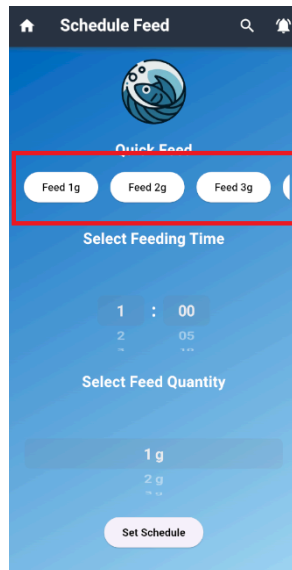 Schedule Feed
Quick Feed
Feed 1g Feed 2g Feed 3g
Select Feeding Time
1 : 00
2 05
Select Feed Quantity
1 g
2 g
Set Schedule